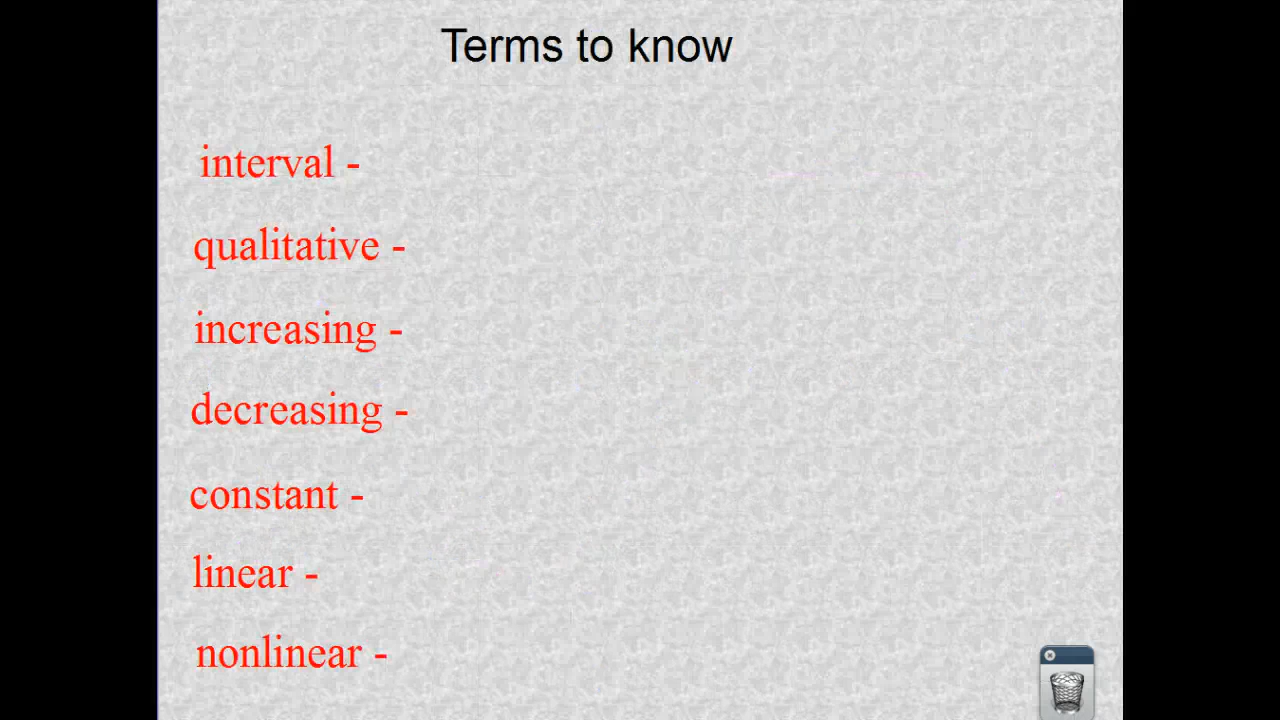 Terms to know
interval -
qualitative -
increasing -
decreasing -
constant -
linear -
nonlinear -